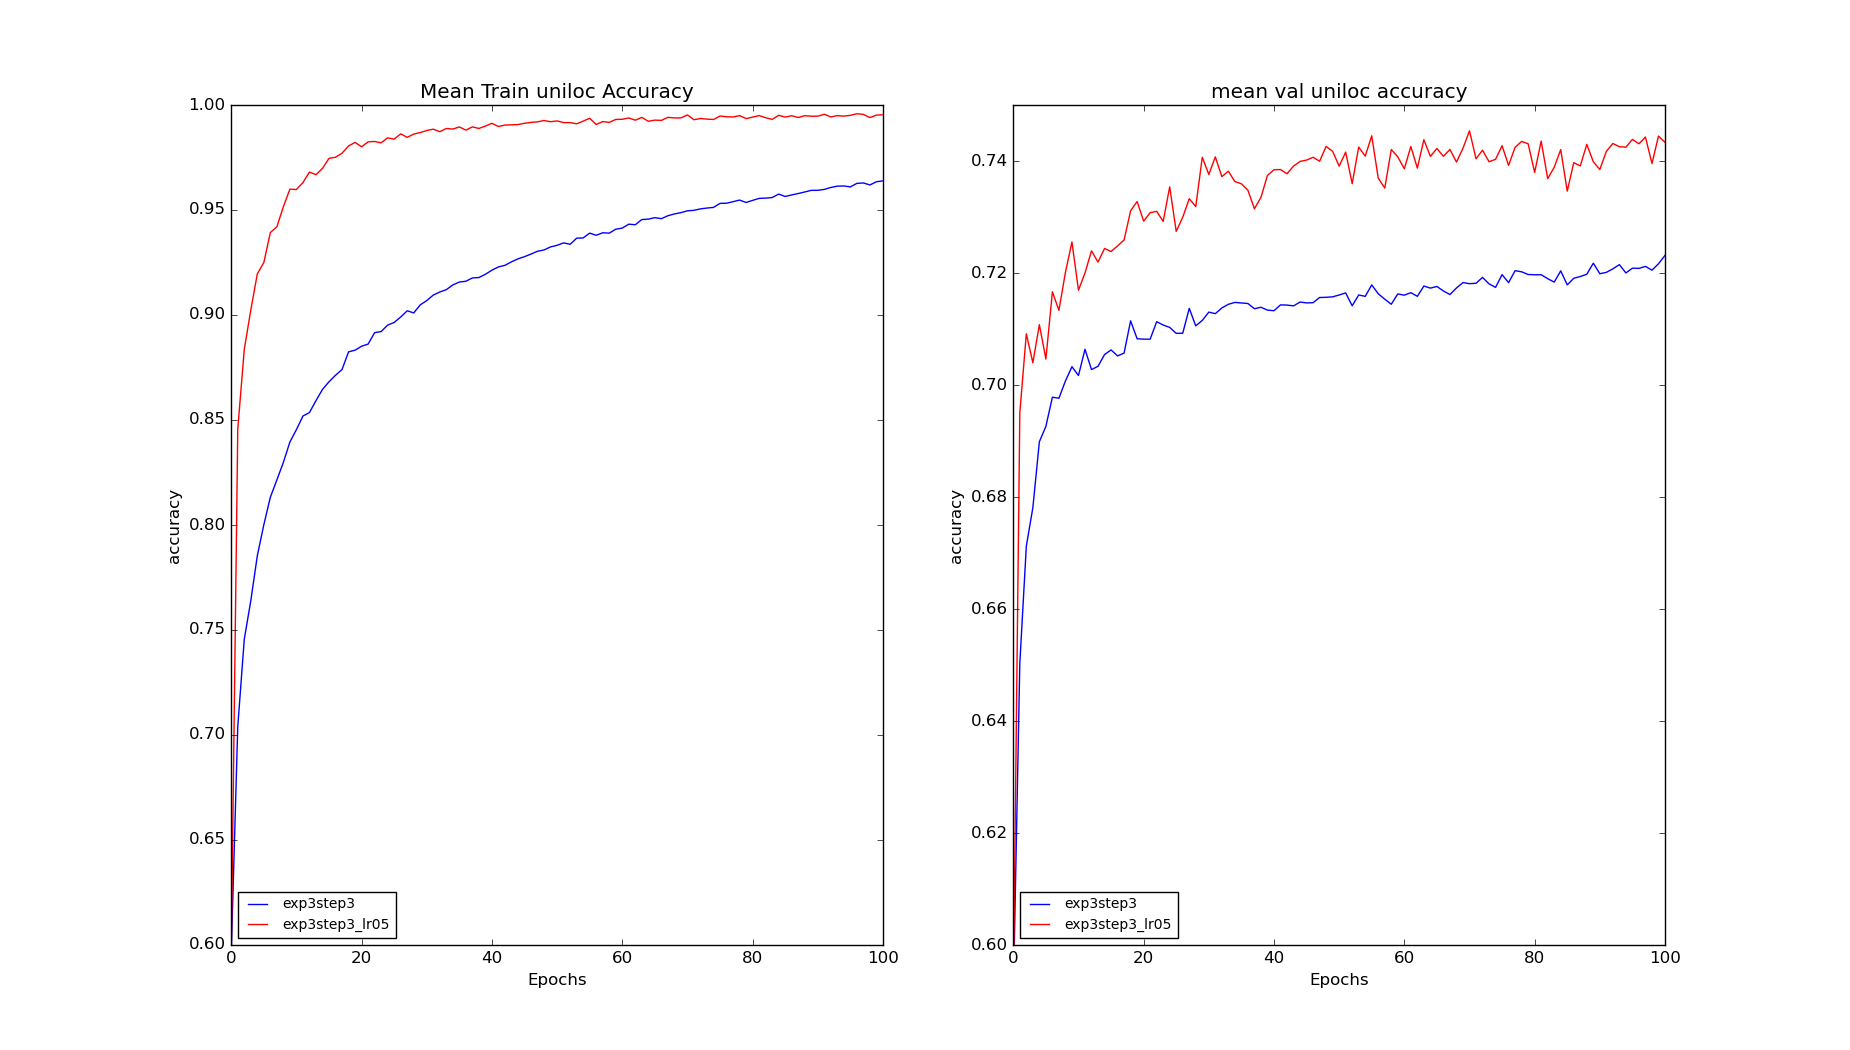 Mean Train uniloc Accuracy
1.00
0.95
0.90
0.85
0.80
0.75
0.70
0.65
0.60
accuracy
exp3step3
exp3step3_lr05
0 20 40 60 80 100
Epochs
mean val uniloc accuracy
0.74
0.72
0.70
0.68
0.66
0.64
0.62
0.60
accuracy
exp3step3
exp3step3_lr05
0 20 40 60 80 100
Epochs